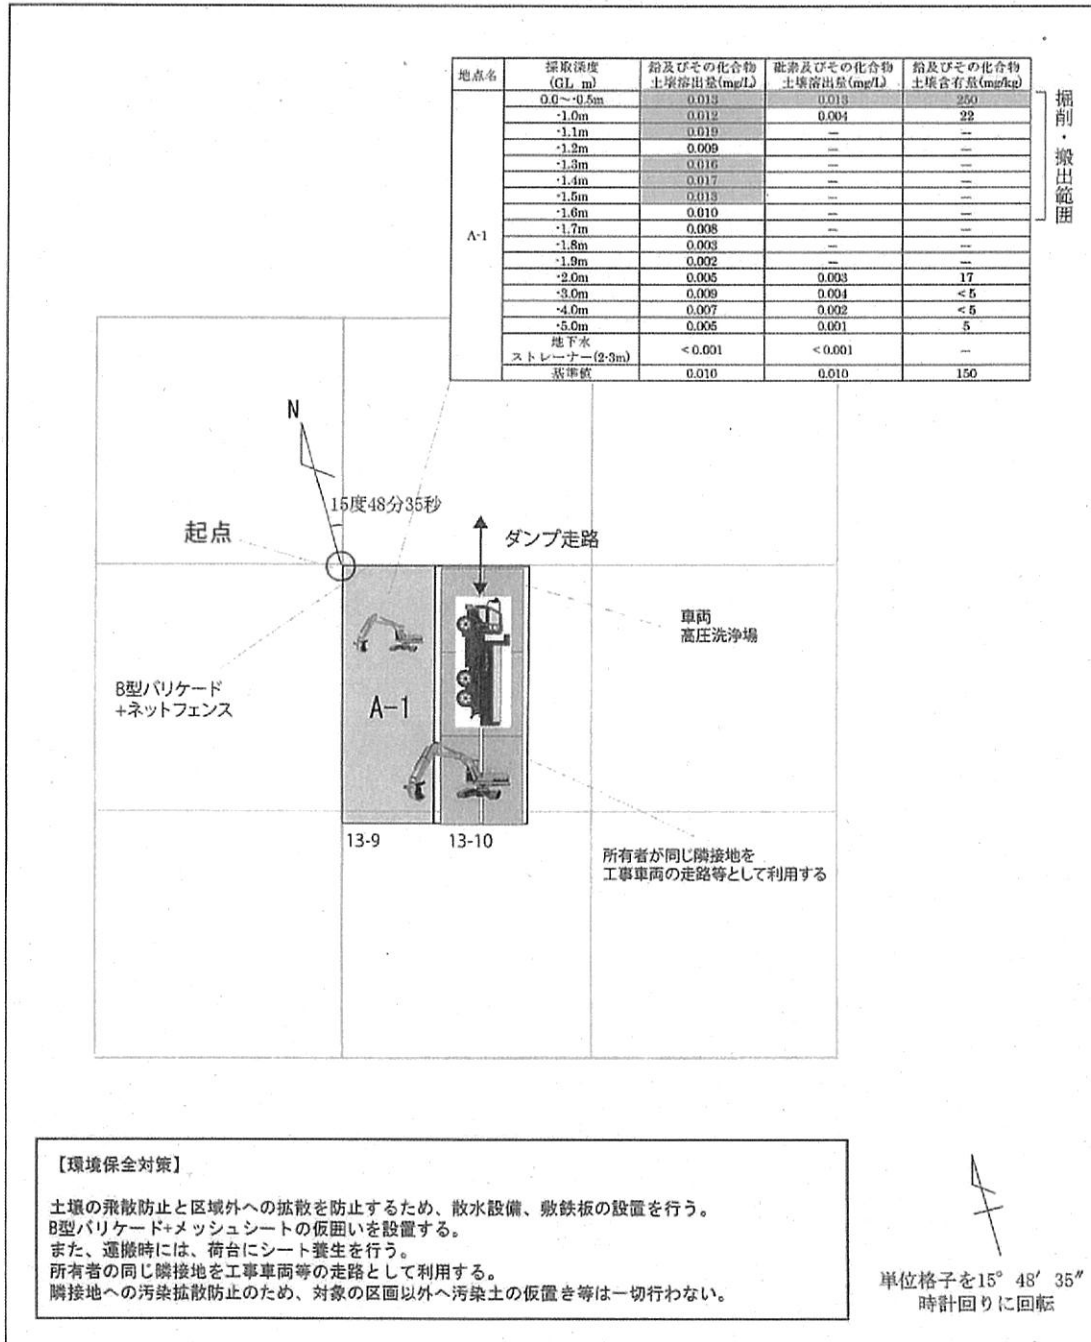 地点名 採取深度 鉛及びその化合物 砒素及びその化合物 鉛及びその化合物
(GL m) 土壌溶出量(mg/L) 土壌溶出量(mg/L) 土壌含有量(mg/kg)
A-1
0.0～-0.5m 0.013 0.013 250
-1.0m 0.012 0.004 22
-1.1m 0.019 — —
-1.2m 0.009 — —
-1.3m 0.016 — —
-1.4m 0.017 — —
-1.5m 0.013 — —
-1.6m 0.010 — —
-1.7m 0.008 — —
-1.8m 0.003 — —
-1.9m 0.002 — —
-2.0m 0.005 0.003 17
-3.0m 0.009 0.004 <5
-4.0m 0.007 0.002 <5
-5.0m 0.005 0.001 5
地下水
ストレーナー(2-3m) <0.001 <0.001 —
基準値 0.010 0.010 150
掘削・搬出範囲
N
15度48分35秒
起点
ダンプ走路
車両
高圧洗浄場
B型バリケード
+ネットフェンス
A-1
13-9 13-10
所有者が同じ隣接地を
工事車両の走路等として利用する
【環境保全対策】
土壌の飛散防止と区域外への拡散を防止するため、散水設備、敷鉄板の設置を行う。
B型バリケード+メッシュシートの仮囲いを設置する。
また、運搬時には、荷台にシート養生を行う。
所有者の同じ隣接地を工事車両等の走路として利用する。
隣接地への汚染拡散防止のため、対象の区画以外へ汚染土の仮置き等は一切行わない。
単位格子を15° 48′ 35″
時計回りに回転